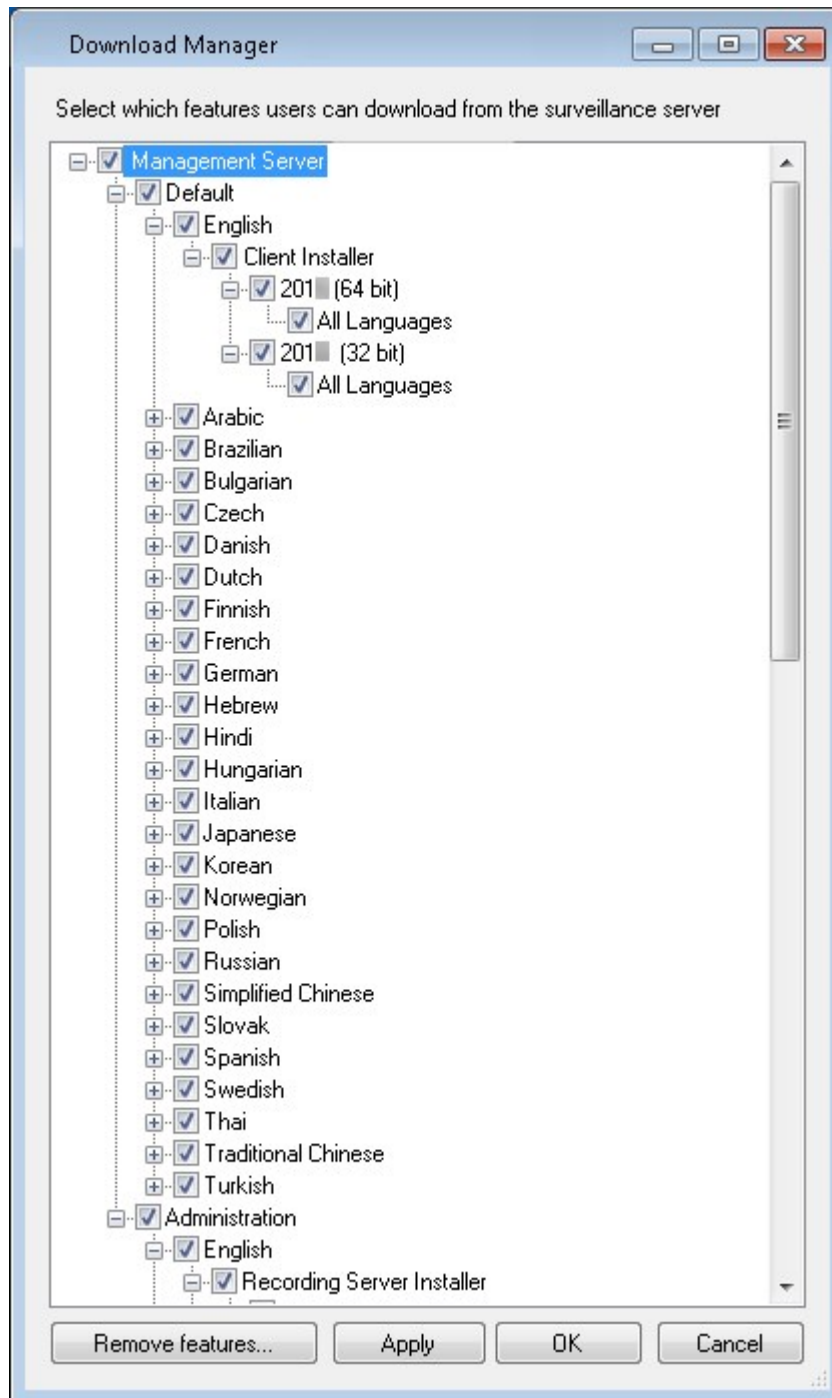 Download Manager
Select which features users can download from the surveillance server
Management Server
Default
English
Client Installer
201 (64 bit)
All Languages
201 (32 bit)
All Languages
Arabic
Brazilian
Bulgarian
Czech
Danish
Dutch
Finnish
French
German
Hebrew
Hindi
Hungarian
Italian
Japanese
Korean
Norwegian
Polish
Russian
Simplified Chinese
Slovak
Spanish
Swedish
Thai
Traditional Chinese
Turkish
Administration
English
Recording Server Installer
Remove features... Apply OK Cancel